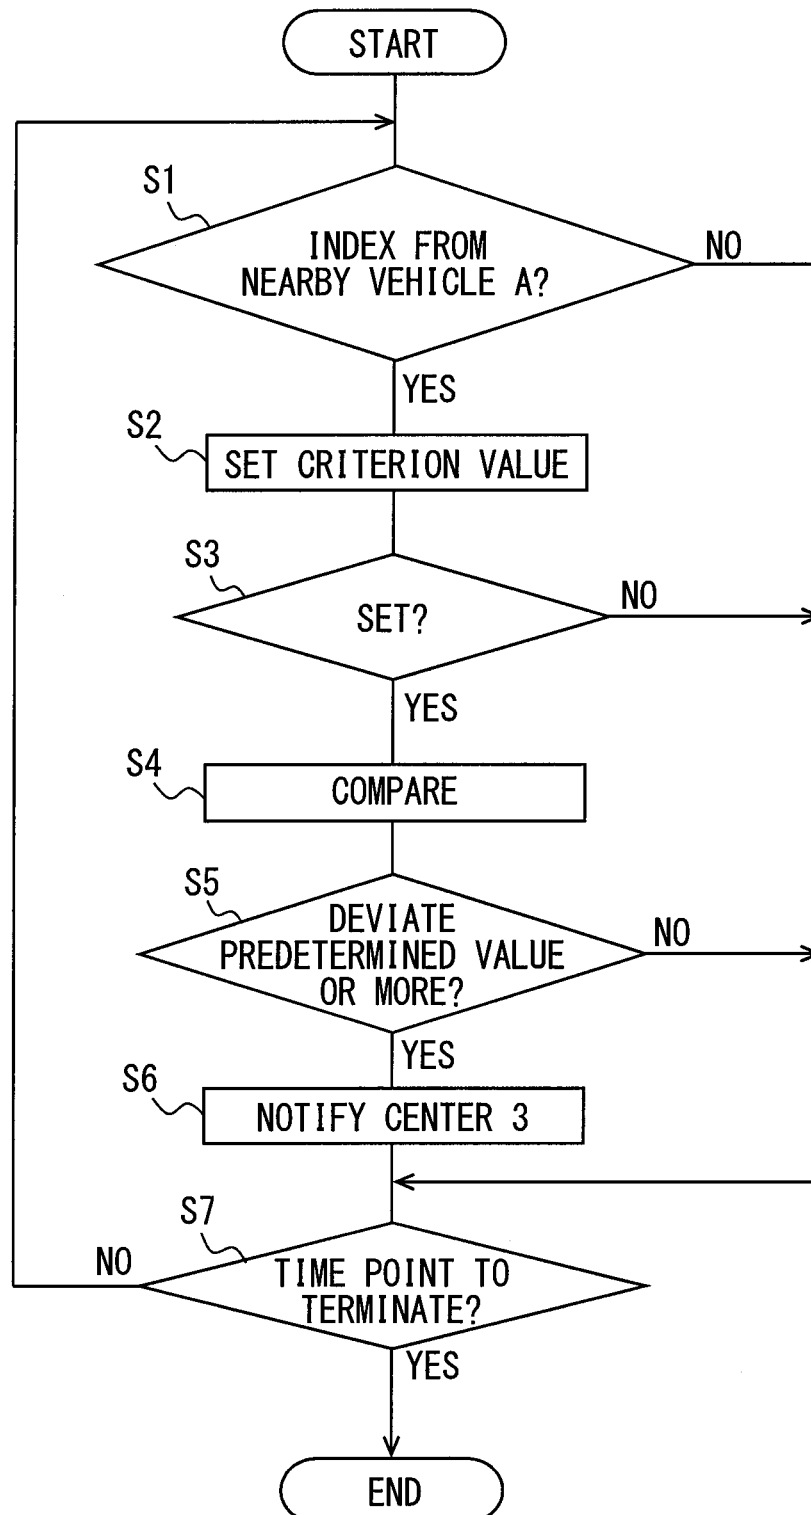 START
S1
INDEX FROM
NEARBY VEHICLE A?
NO
YES
S2
SET CRITERION VALUE
S3
SET?
NO
YES
S4
COMPARE
S5
DEVIATE
PREDETERMINED VALUE
OR MORE?
NO
YES
S6
NOTIFY CENTER 3
S7
NO
TIME POINT TO
TERMINATE?
YES
END